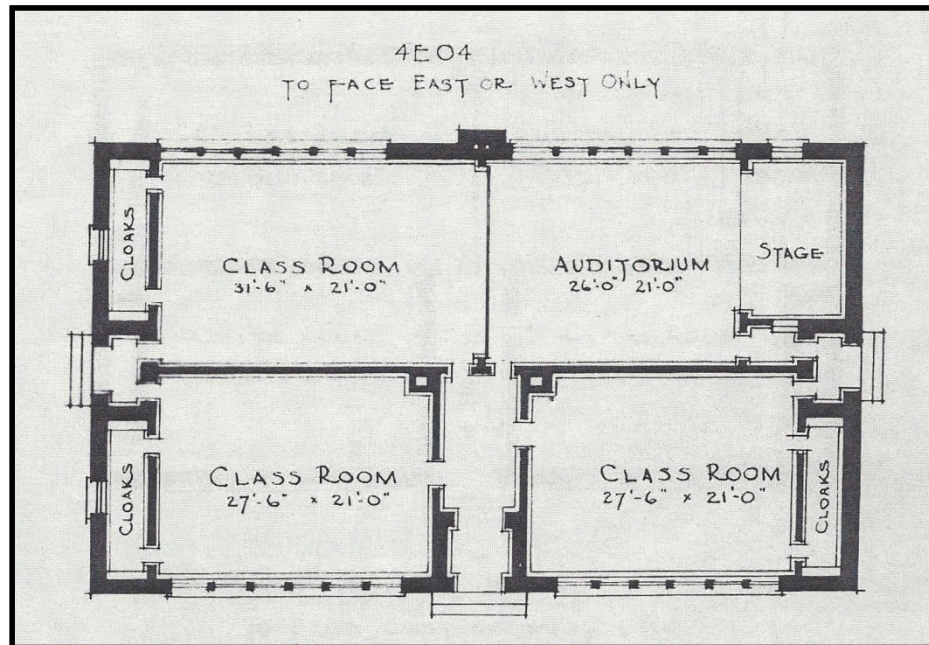 4E04
TO FACE EAST OR WEST ONLY
CLOAKS
CLASS ROOM
31'-6" x 21'-0"
AUDITORIUM
26'-0" 21'-0"
STAGE
CLOAKS
CLASS ROOM
27'-6" x 21'-0"
CLASS ROOM
27'-6" x 21'-0"
CLOAKS